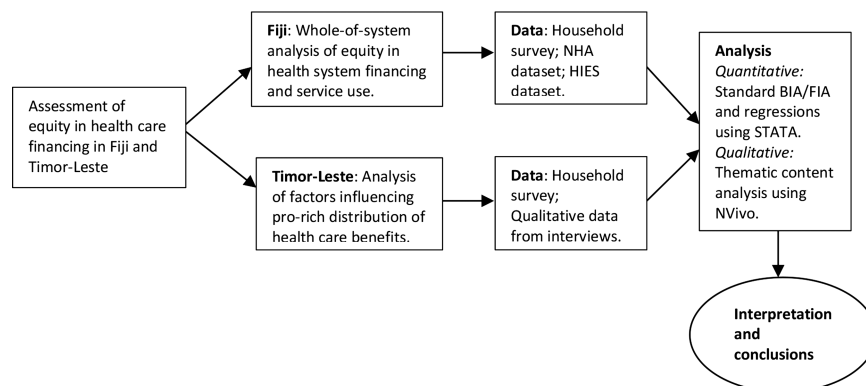 Assessment of
equity in health care
financing in Fiji and
Timor-Leste
Fiji: Whole-of-system
analysis of equity in
health system financing
and service use.
Data: Household
survey; NHA
dataset; HIES
dataset.
Timor-Leste: Analysis
of factors influencing
pro-rich distribution of
health care benefits.
Data: Household
survey;
Qualitative data
from interviews.
Analysis
Quantitative:
Standard BIA/FIA
and regressions
using STATA.
Qualitative:
Thematic content
analysis using
NVivo.
Interpretation
and
conclusions